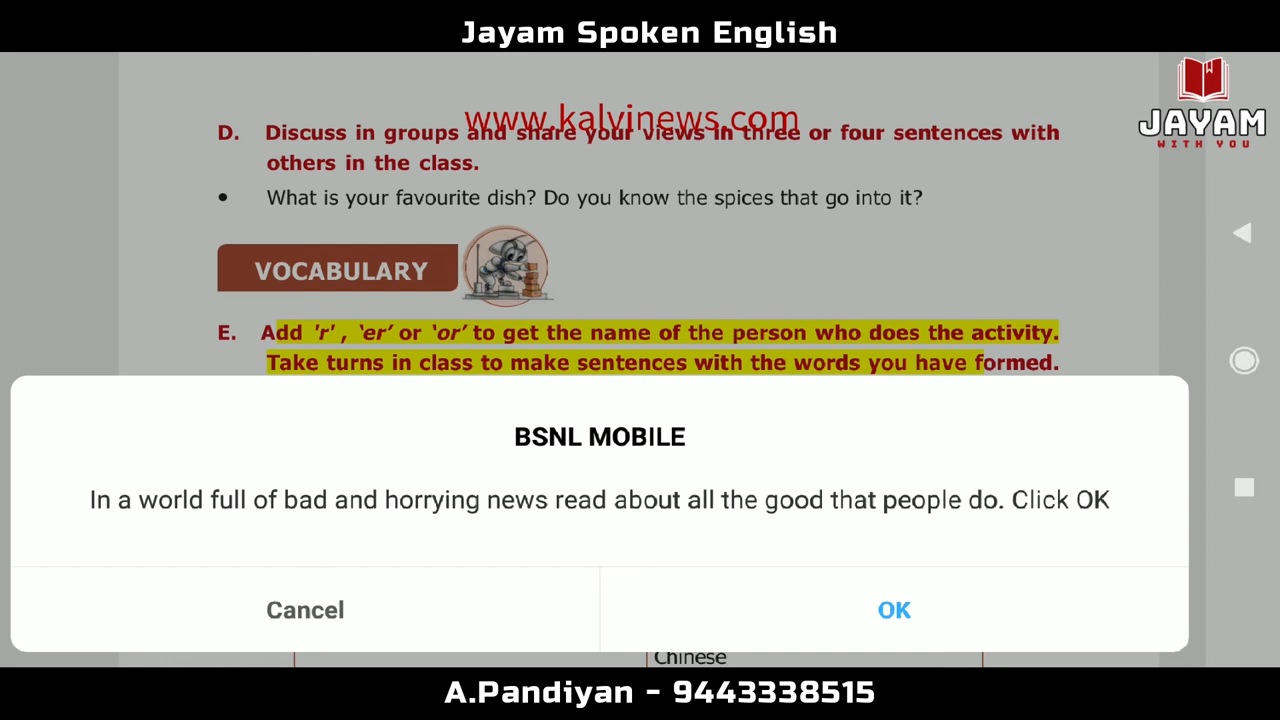 Jayam Spoken English
www.kalvinews.com
JAYAM
WITH YOU
D. Discuss in groups and share your views in three or four sentences with
others in the class.
• What is your favourite dish? Do you know the spices that go into it?
VOCABULARY
E. Add 'r' , 'er' or 'or' to get the name of the person who does the activity.
Take turns in class to make sentences with the words you have formed.
BSNL MOBILE
In a world full of bad and horrying news read about all the good that people do. Click OK
Cancel
OK
Chinese
A.Pandiyan - 9443338515